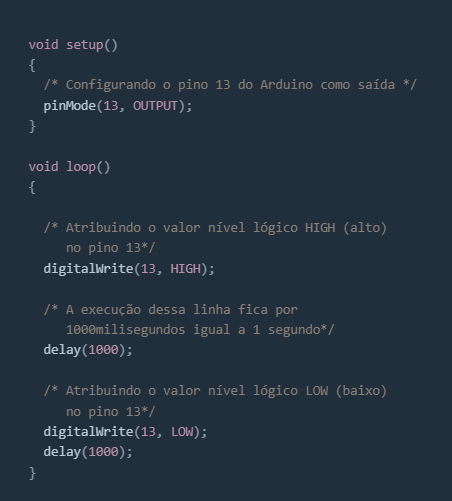 void setup()
{
/* Configurando o pino 13 do Arduino como saída */
pinMode(13, OUTPUT);
}
void loop()
{
/* Atribuindo o valor nível lógico HIGH (alto)
no pino 13*/
digitalWrite(13, HIGH);
/* A execução dessa linha fica por
1000milisegundos igual a 1 segundo*/
delay(1000);
/* Atribuindo o valor nível lógico LOW (baixo)
no pino 13*/
digitalWrite(13, LOW);
delay(1000);
}